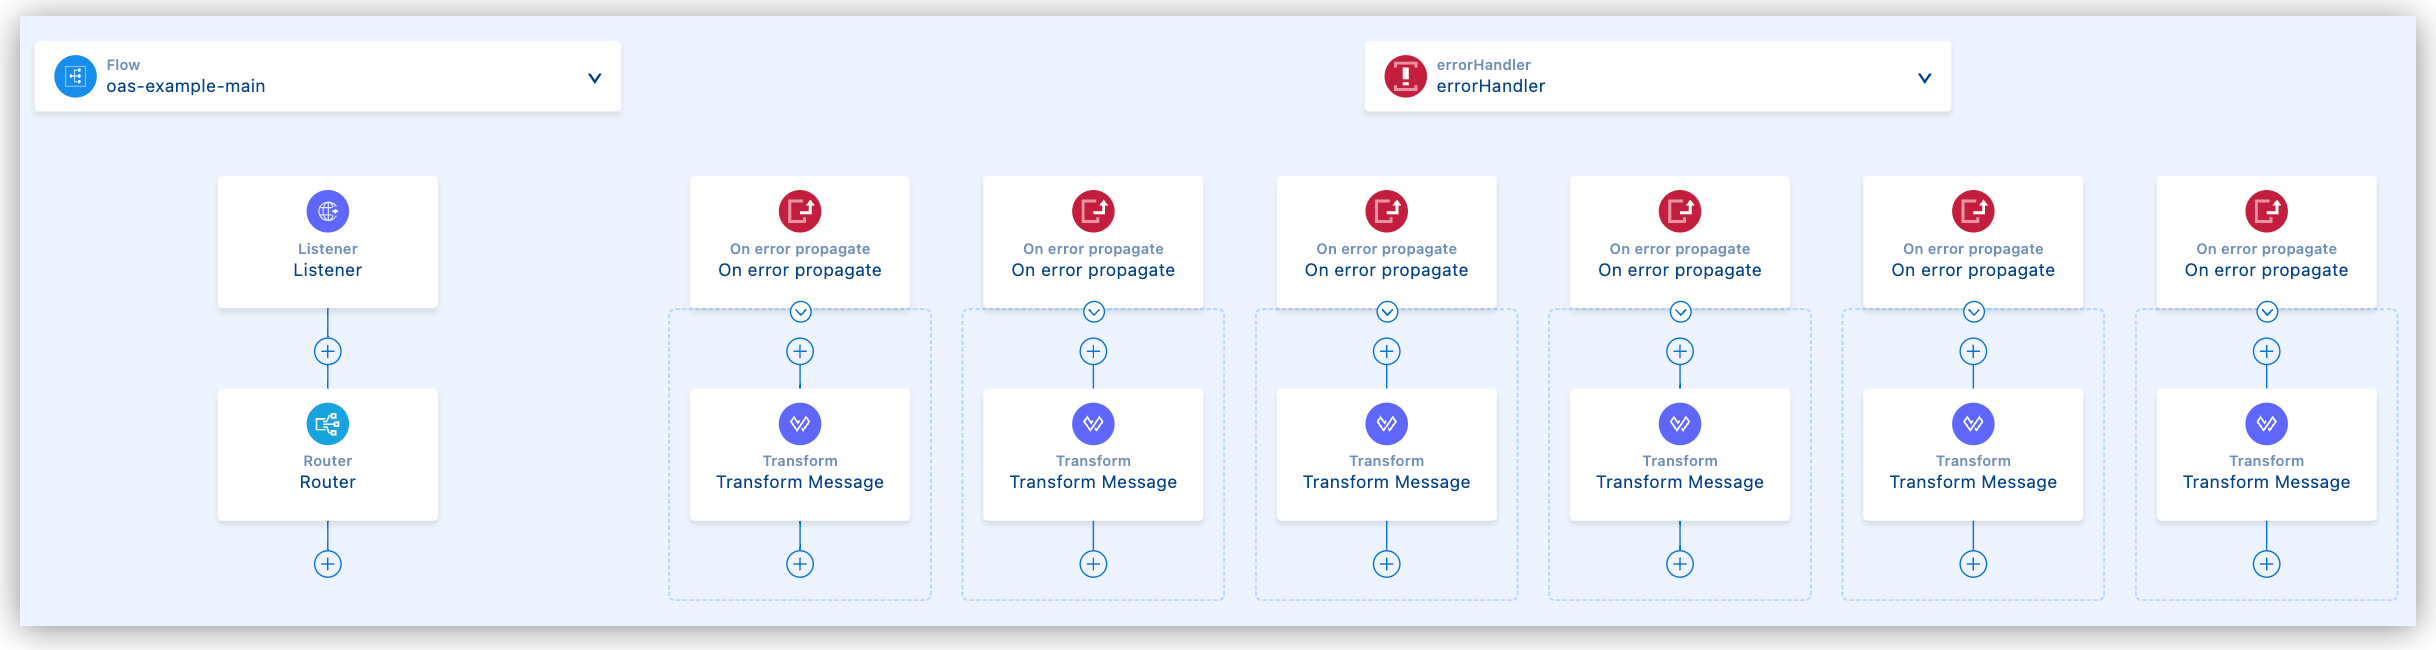 Flow
oas-example-main
errorHandler
errorHandler
Listener
Listener
On error propagate
On error propagate
On error propagate
On error propagate
On error propagate
On error propagate
On error propagate
On error propagate
On error propagate
On error propagate
On error propagate
On error propagate
Router
Router
Transform
Transform Message
Transform
Transform Message
Transform
Transform Message
Transform
Transform Message
Transform
Transform Message
Transform
Transform Message